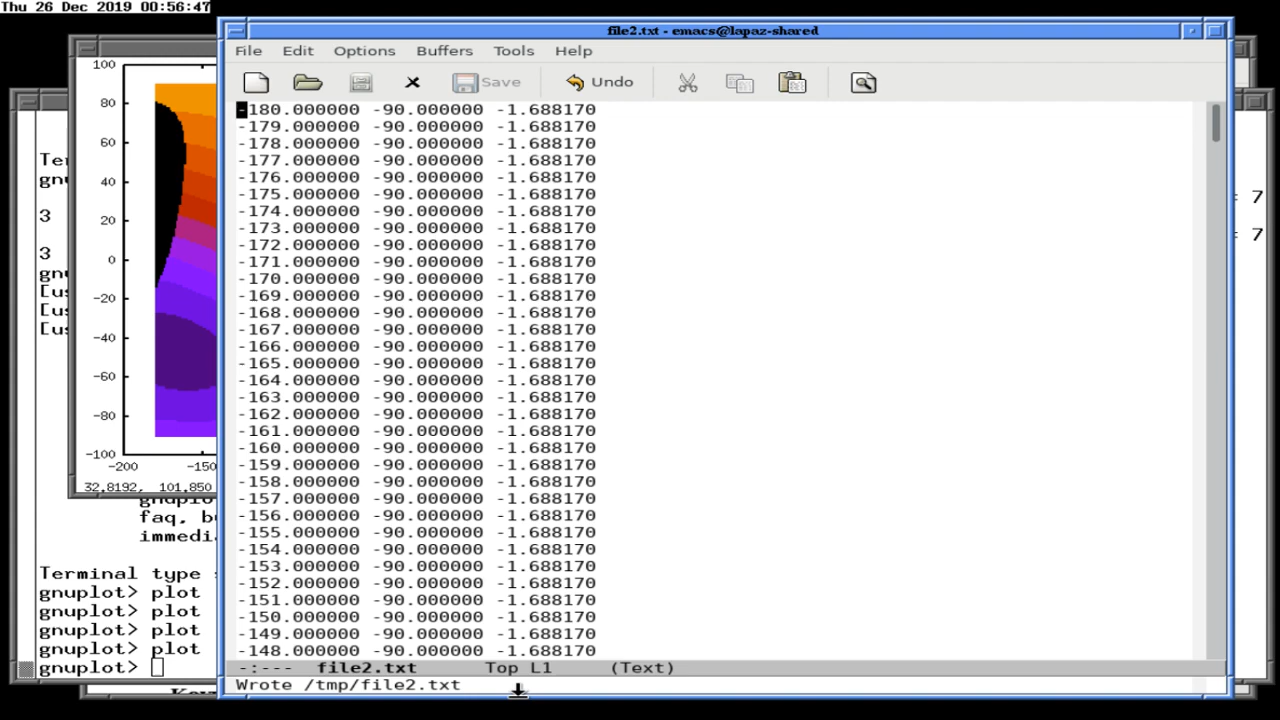 Thu 26 Dec 2019 00:56:47
file2.txt - emacs@lapaz-shared
File Edit Options Buffers Tools Help
Save Undo
-180.000000 -90.000000 -1.688170
-179.000000 -90.000000 -1.688170
-178.000000 -90.000000 -1.688170
-177.000000 -90.000000 -1.688170
-176.000000 -90.000000 -1.688170
-175.000000 -90.000000 -1.688170
-174.000000 -90.000000 -1.688170
-173.000000 -90.000000 -1.688170
-172.000000 -90.000000 -1.688170
-171.000000 -90.000000 -1.688170
-170.000000 -90.000000 -1.688170
-169.000000 -90.000000 -1.688170
-168.000000 -90.000000 -1.688170
-167.000000 -90.000000 -1.688170
-166.000000 -90.000000 -1.688170
-165.000000 -90.000000 -1.688170
-164.000000 -90.000000 -1.688170
-163.000000 -90.000000 -1.688170
-162.000000 -90.000000 -1.688170
-161.000000 -90.000000 -1.688170
-160.000000 -90.000000 -1.688170
-159.000000 -90.000000 -1.688170
-158.000000 -90.000000 -1.688170
-157.000000 -90.000000 -1.688170
-156.000000 -90.000000 -1.688170
-155.000000 -90.000000 -1.688170
-154.000000 -90.000000 -1.688170
-153.000000 -90.000000 -1.688170
-152.000000 -90.000000 -1.688170
-151.000000 -90.000000 -1.688170
-150.000000 -90.000000 -1.688170
-149.000000 -90.000000 -1.688170
-148.000000 -90.000000 -1.688170
-:--- file2.txt Top L1 (Text)
Wrote /tmp/file2.txt
100
80
60
40
20
0
-20
-40
-60
-80
-100
-200 -150
32.8192, 101.850
Te
gn
3
3
gn
[us
[us
[us
faq, b
immedi
Terminal type
gnuplot> plot
gnuplot> plot
gnuplot> plot
gnuplot> plot
gnuplot>
= 7
= 7